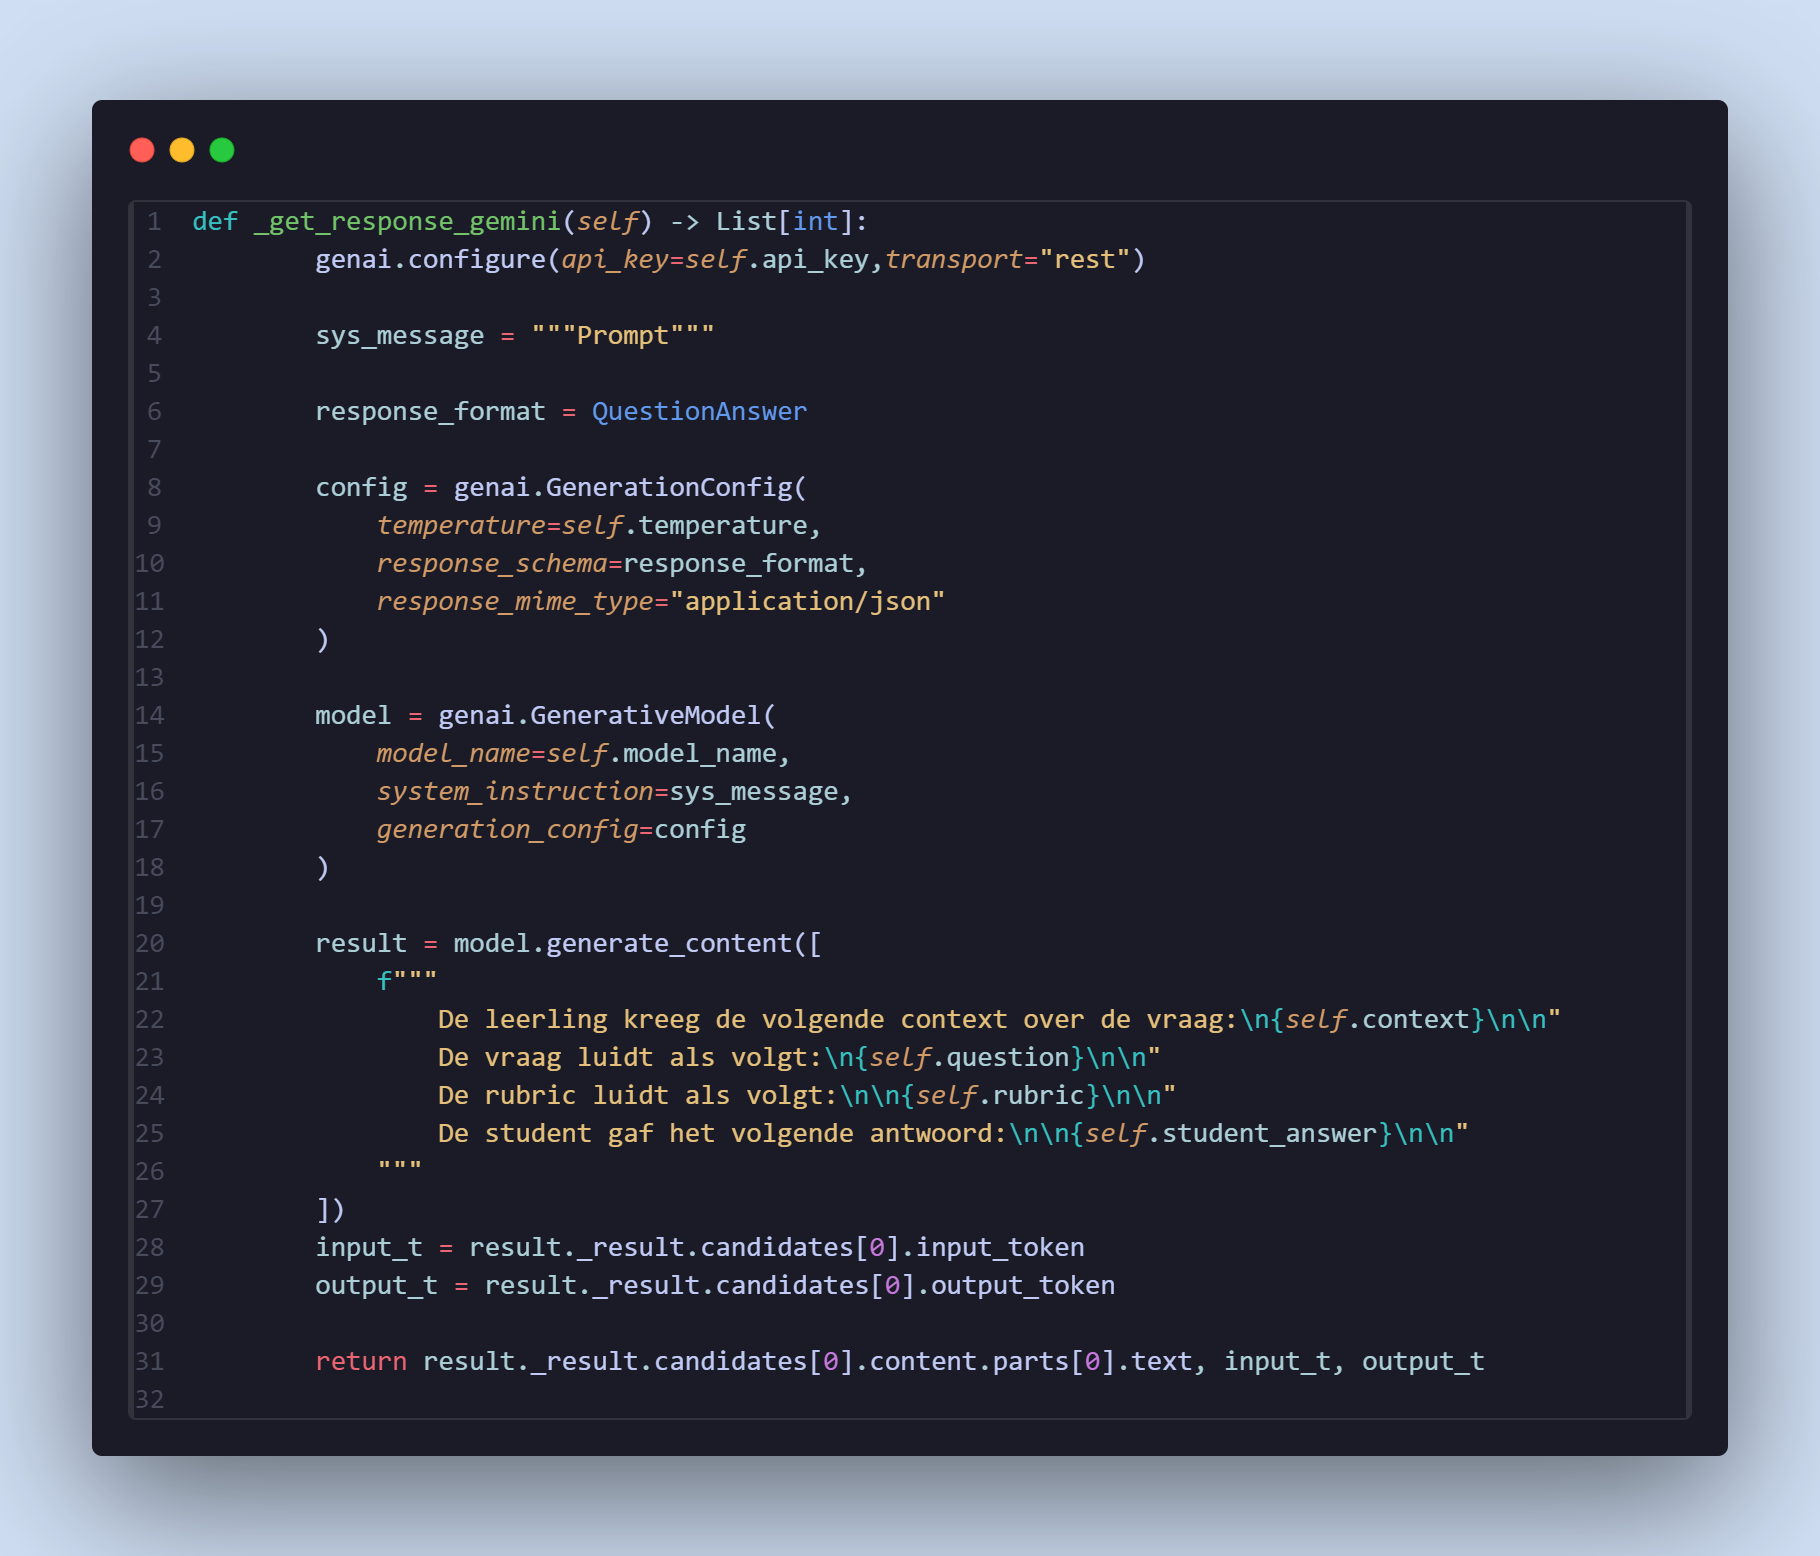 1 def _get_response_gemini(self) -> List[int]:
2         genai.configure(api_key=self.api_key,transport="rest")
3
4         sys_message = """Prompt"""
5
6         response_format = QuestionAnswer
7
8         config = genai.GenerationConfig(
9             temperature=self.temperature,
10             response_schema=response_format,
11             response_mime_type="application/json"
12         )
13
14         model = genai.GenerativeModel(
15             model_name=self.model_name,
16             system_instruction=sys_message,
17             generation_config=config
18         )
19
20         result = model.generate_content([
21             f"""
22                 De leerling kreeg de volgende context over de vraag:\n{self.context}\n\n"
23                 De vraag luidt als volgt:\n{self.question}\n\n"
24                 De rubric luidt als volgt:\n\n{self.rubric}\n\n"
25                 De student gaf het volgende antwoord:\n\n{self.student_answer}\n\n"
26             """
27         ])
28         input_t = result._result.candidates[0].input_token
29         output_t = result._result.candidates[0].output_token
30
31         return result._result.candidates[0].content.parts[0].text, input_t, output_t
32